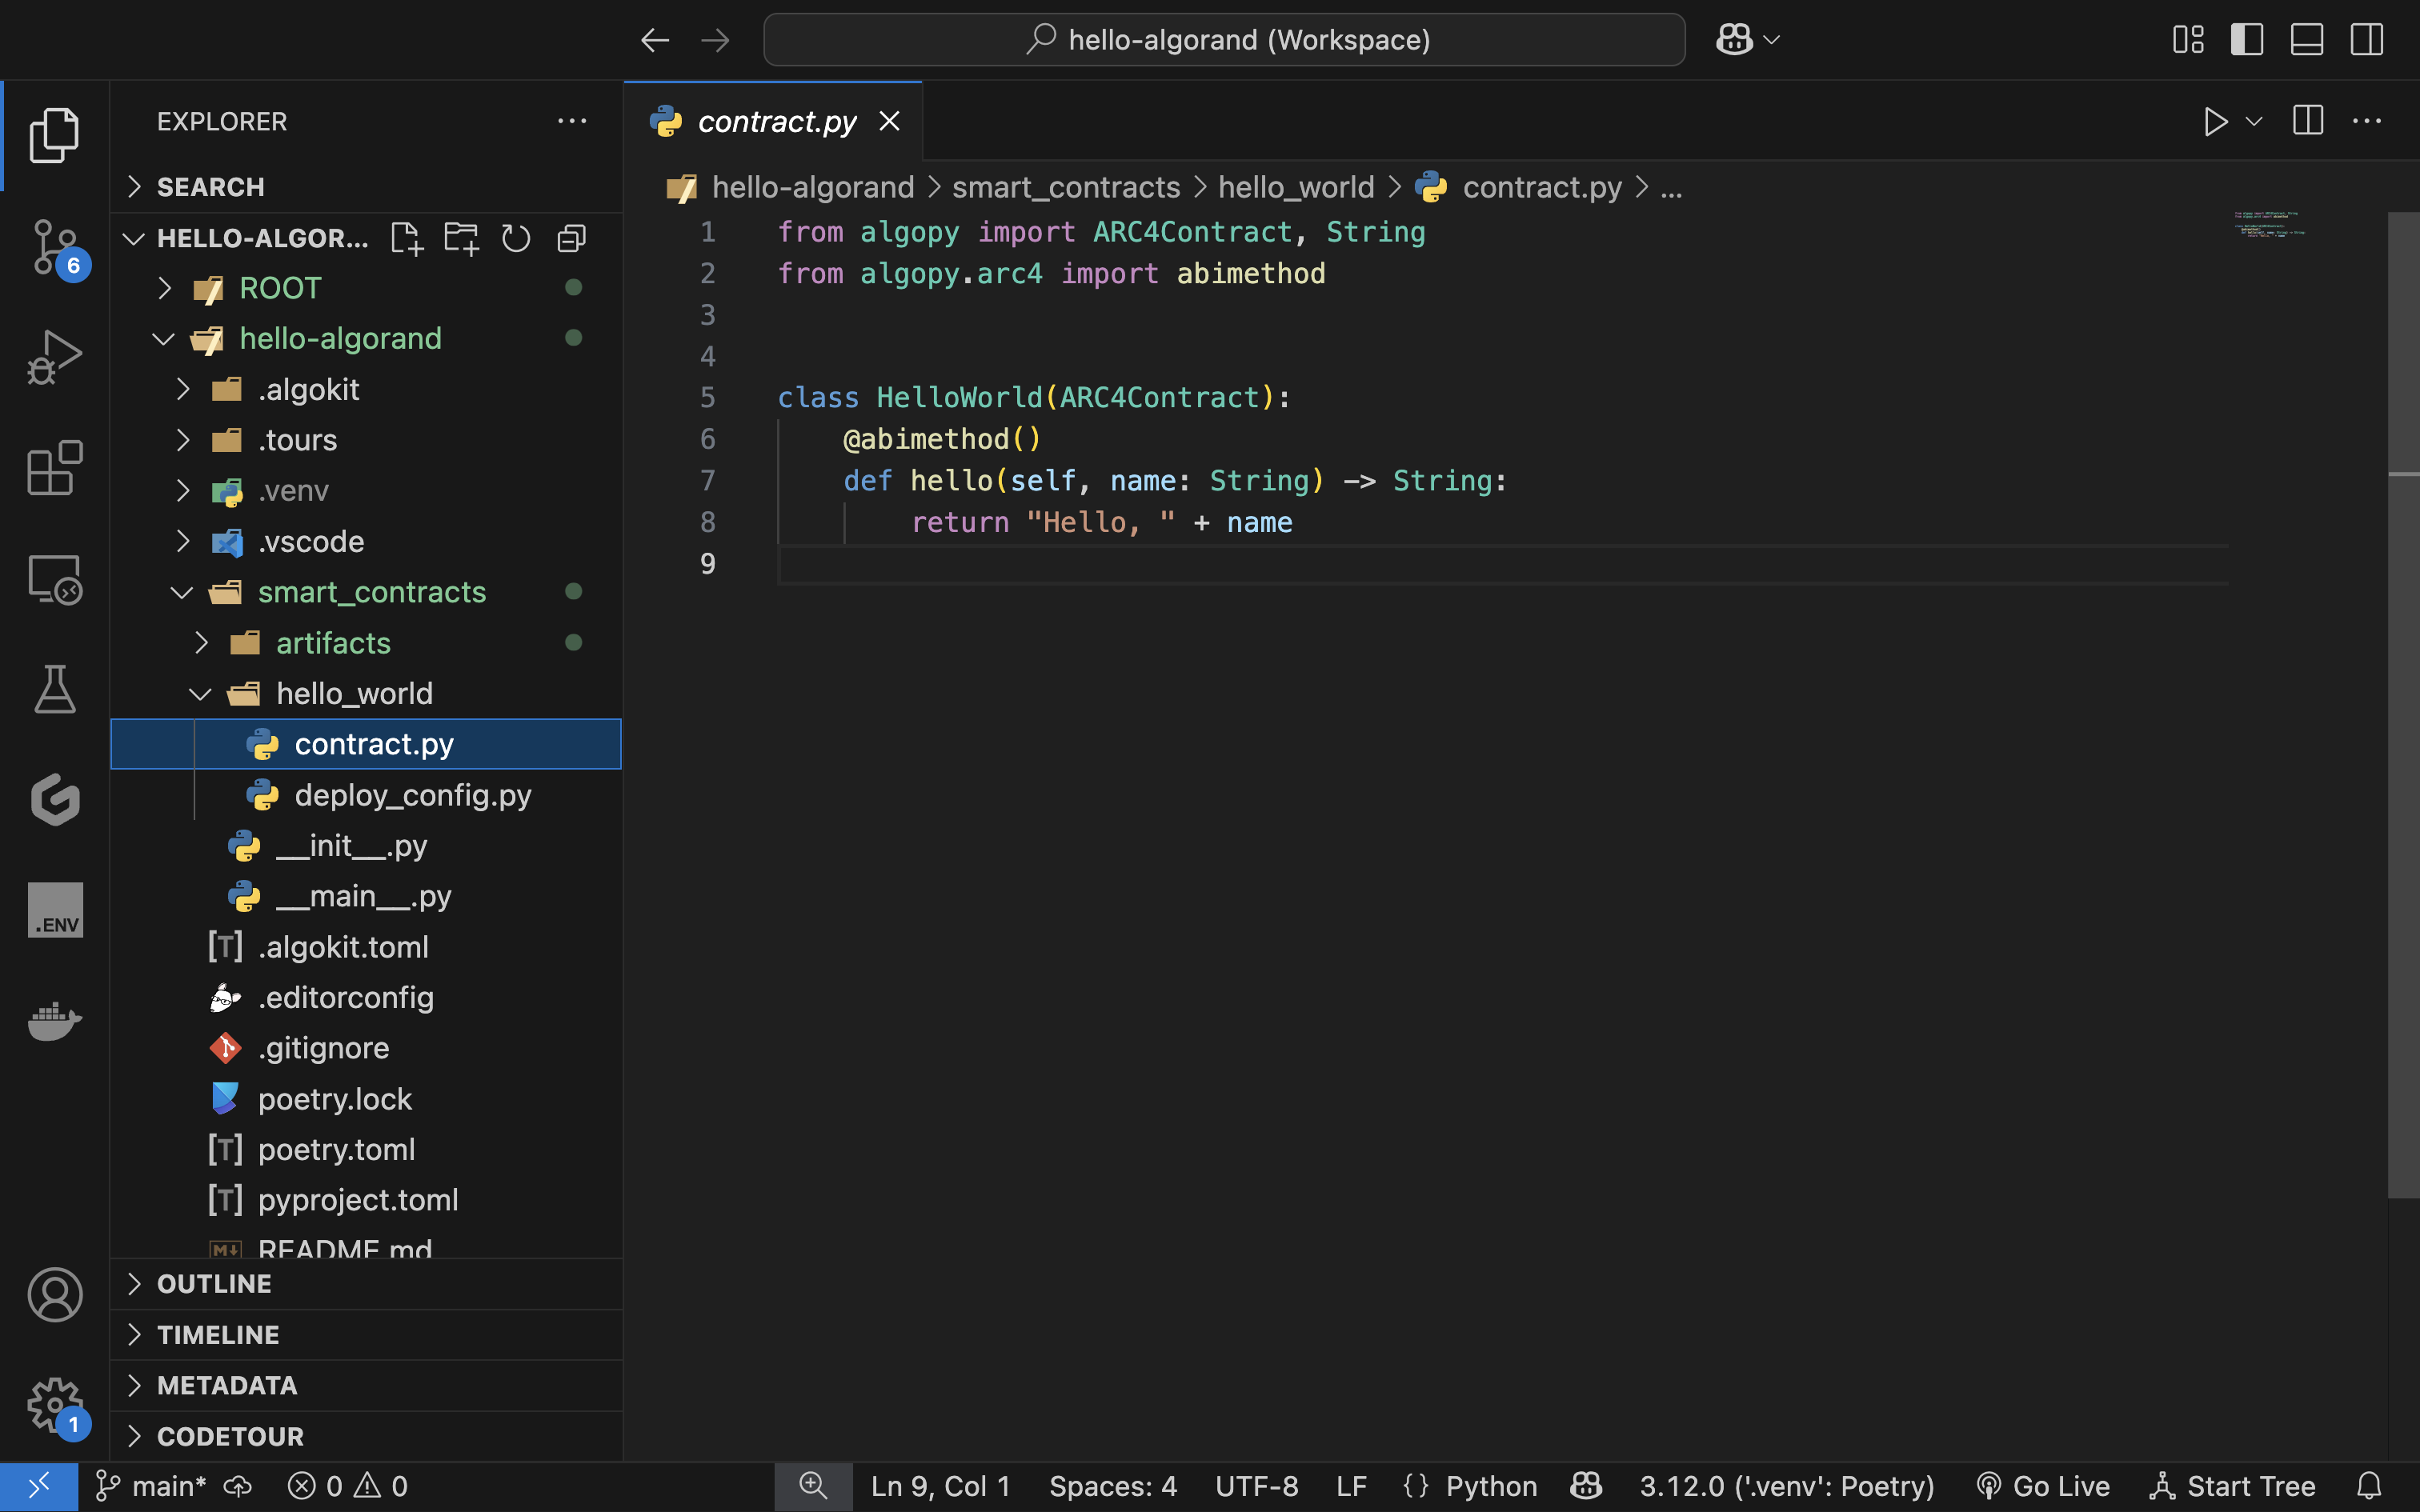 hello-algorand (Workspace)
EXPLORER
SEARCH
HELLO-ALGOR...
ROOT
hello-algorand
.algokit
.tours
.venv
.vscode
smart_contracts
artifacts
hello_world
contract.py
deploy_config.py
__init__.py
__main__.py
.algokit.toml
.editorconfig
.gitignore
poetry.lock
poetry.toml
pyproject.toml
README.md
OUTLINE
TIMELINE
METADATA
CODETOUR
6
.ENV
1
contract.py
hello-algorand > smart_contracts > hello_world > contract.py > ...
1 from algopy import ARC4Contract, String
2 from algopy.arc4 import abimethod
3
4
5 class HelloWorld(ARC4Contract):
6     @abimethod()
7     def hello(self, name: String) -> String:
8         return "Hello, " + name
9
main* 0 0 Ln 9, Col 1 Spaces: 4 UTF-8 LF {} Python 3.12.0 ('.venv': Poetry) Go Live Start Tree